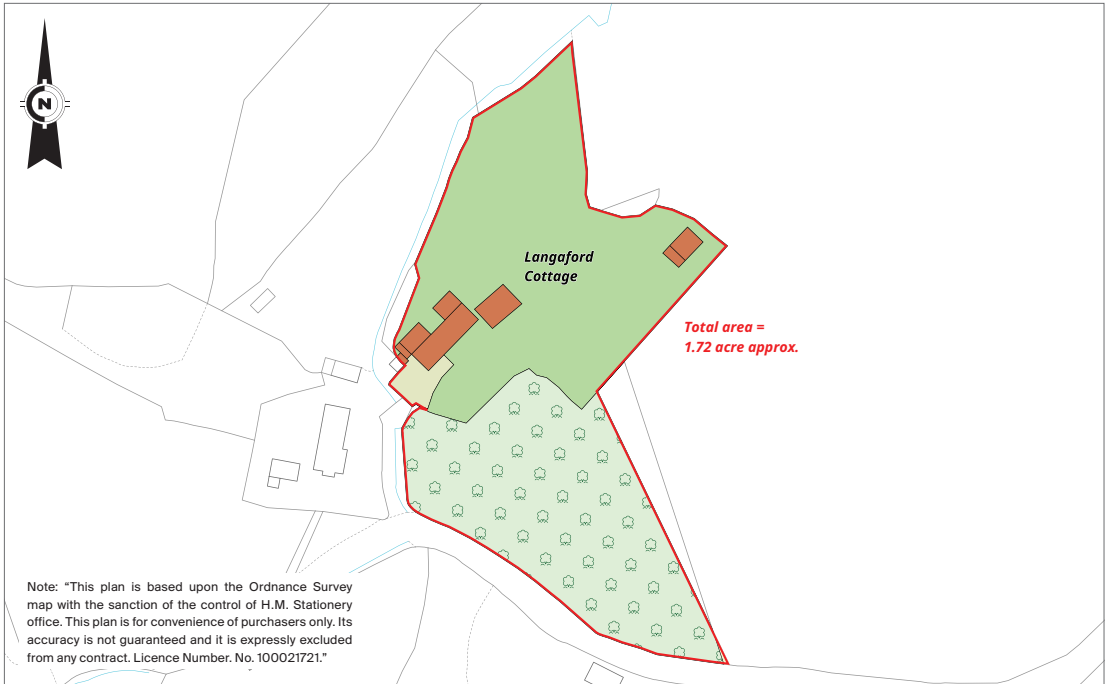 N
Langaford
Cottage
Total area =
1.72 acre approx.
Note: “This plan is based upon the Ordnance Survey
map with the sanction of the control of H.M. Stationery
office. This plan is for convenience of purchasers only. Its
accuracy is not guaranteed and it is expressly excluded
from any contract. Licence Number. No. 100021721.”